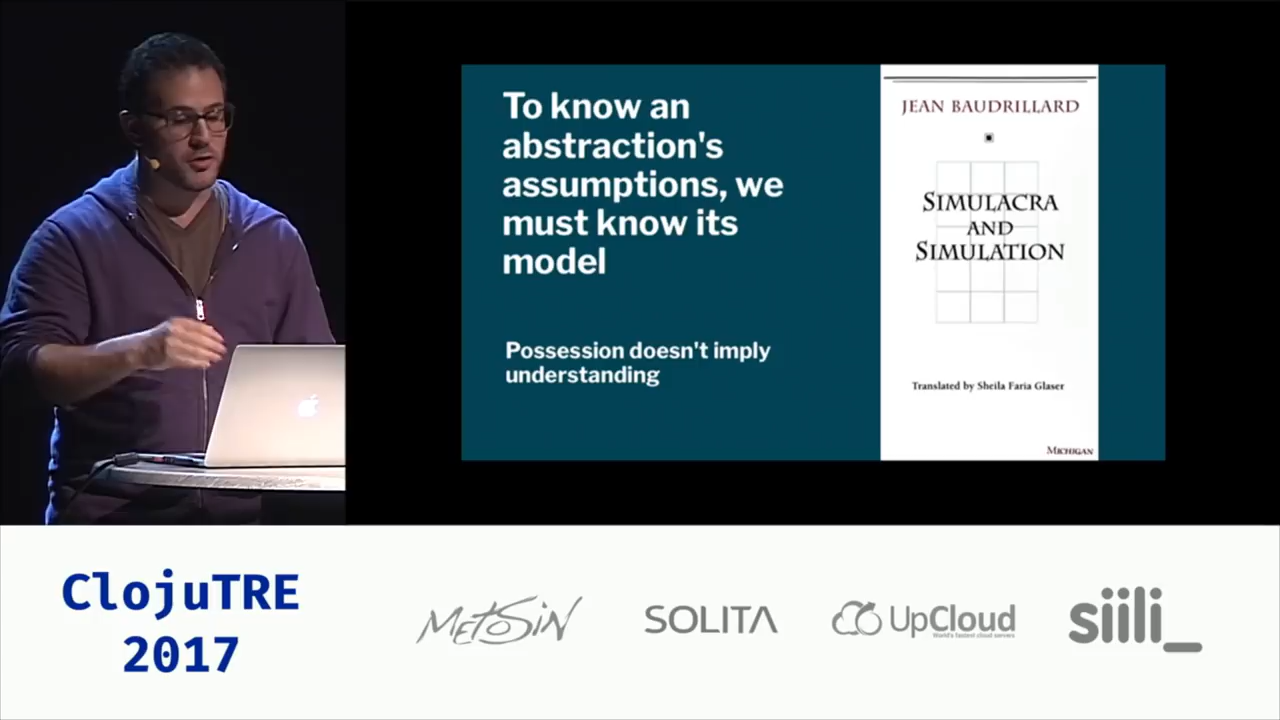 To know an
abstraction's
assumptions, we
must know its
model
Possession doesn't imply
understanding
JEAN BAUDRILLARD
SIMULACRA
AND
SIMULATION
Translated by Sheila Faria Glaser
MICHIGAN
ClojuTRE
2017
METOSIN
SOLITA
UpCloud
World's fastest cloud servers
siili_